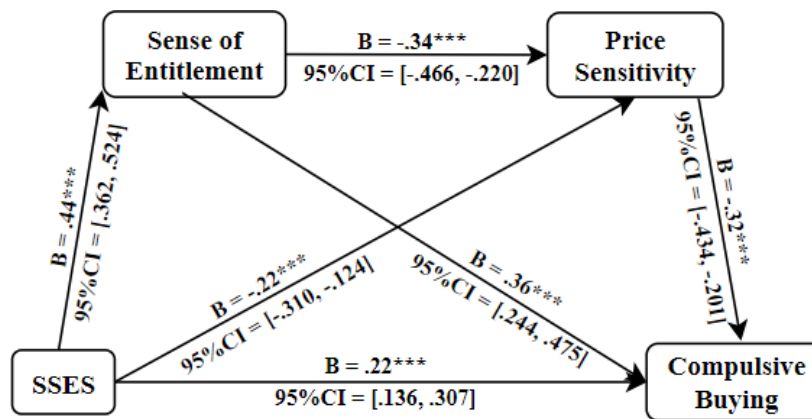 Sense of
Entitlement
B = -.34***
95%CI = [-.466, -.220]
Price
Sensitivity
B = .44***
95%CI = [.362, .524]
B = -.22***
95%CI = [-.310, -.124]
B = .36***
95%CI = [.244, .475]
B = -.32***
95%CI = [-.434, -.201]
SSES
B = .22***
95%CI = [.136, .307]
Compulsive
Buying